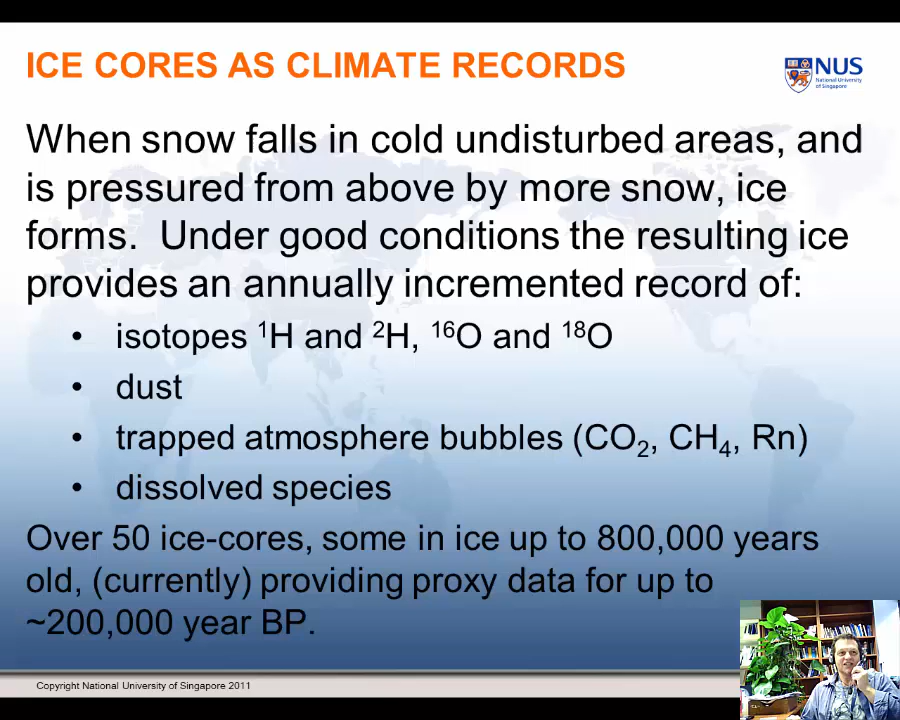 ICE CORES AS CLIMATE RECORDS
NUS
National University
of Singapore
When snow falls in cold undisturbed areas, and
is pressured from above by more snow, ice
forms.  Under good conditions the resulting ice
provides an annually incremented record of:
• isotopes ¹H and ²H, ¹⁶O and ¹⁸O
• dust
• trapped atmosphere bubbles (CO₂, CH₄, Rn)
• dissolved species
Over 50 ice-cores, some in ice up to 800,000 years
old, (currently) providing proxy data for up to
~200,000 year BP.
Copyright National University of Singapore 2011